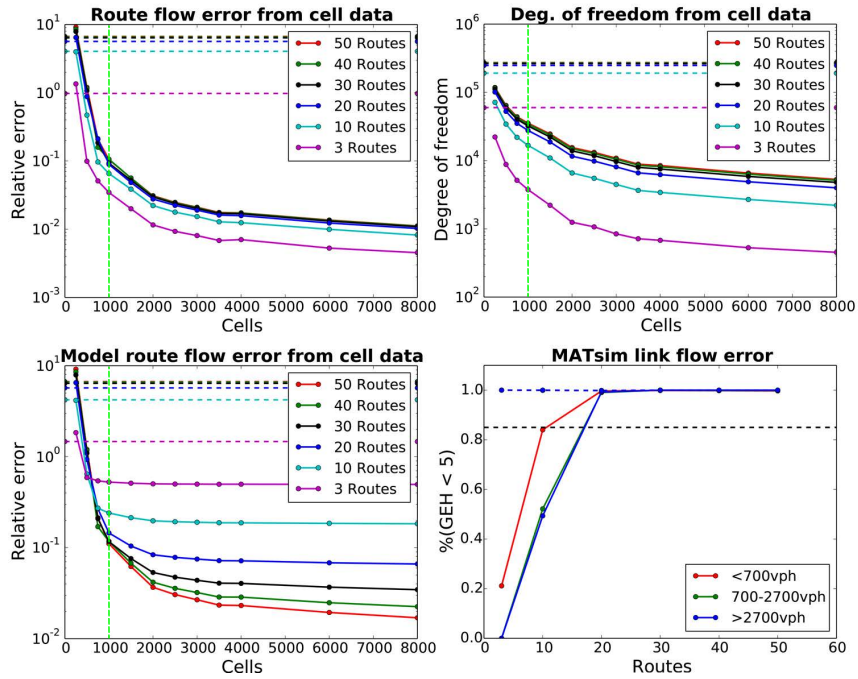 Route flow error from cell data
10^1
10^0
10^-1
10^-2
10^-3
Relative error
50 Routes
40 Routes
30 Routes
20 Routes
10 Routes
3 Routes
0 1000 2000 3000 4000 5000 6000 7000 8000
Cells
Deg. of freedom from cell data
10^6
10^5
10^4
10^3
10^2
Degree of freedom
50 Routes
40 Routes
30 Routes
20 Routes
10 Routes
3 Routes
0 1000 2000 3000 4000 5000 6000 7000 8000
Cells
Model route flow error from cell data
10^1
10^0
10^-1
10^-2
Relative error
50 Routes
40 Routes
30 Routes
20 Routes
10 Routes
3 Routes
0 1000 2000 3000 4000 5000 6000 7000 8000
Cells
MATsim link flow error
1.0
0.8
0.6
0.4
0.2
0.0
%(GEH < 5)
<700vph
700-2700vph
>2700vph
0 10 20 30 40 50 60
Routes